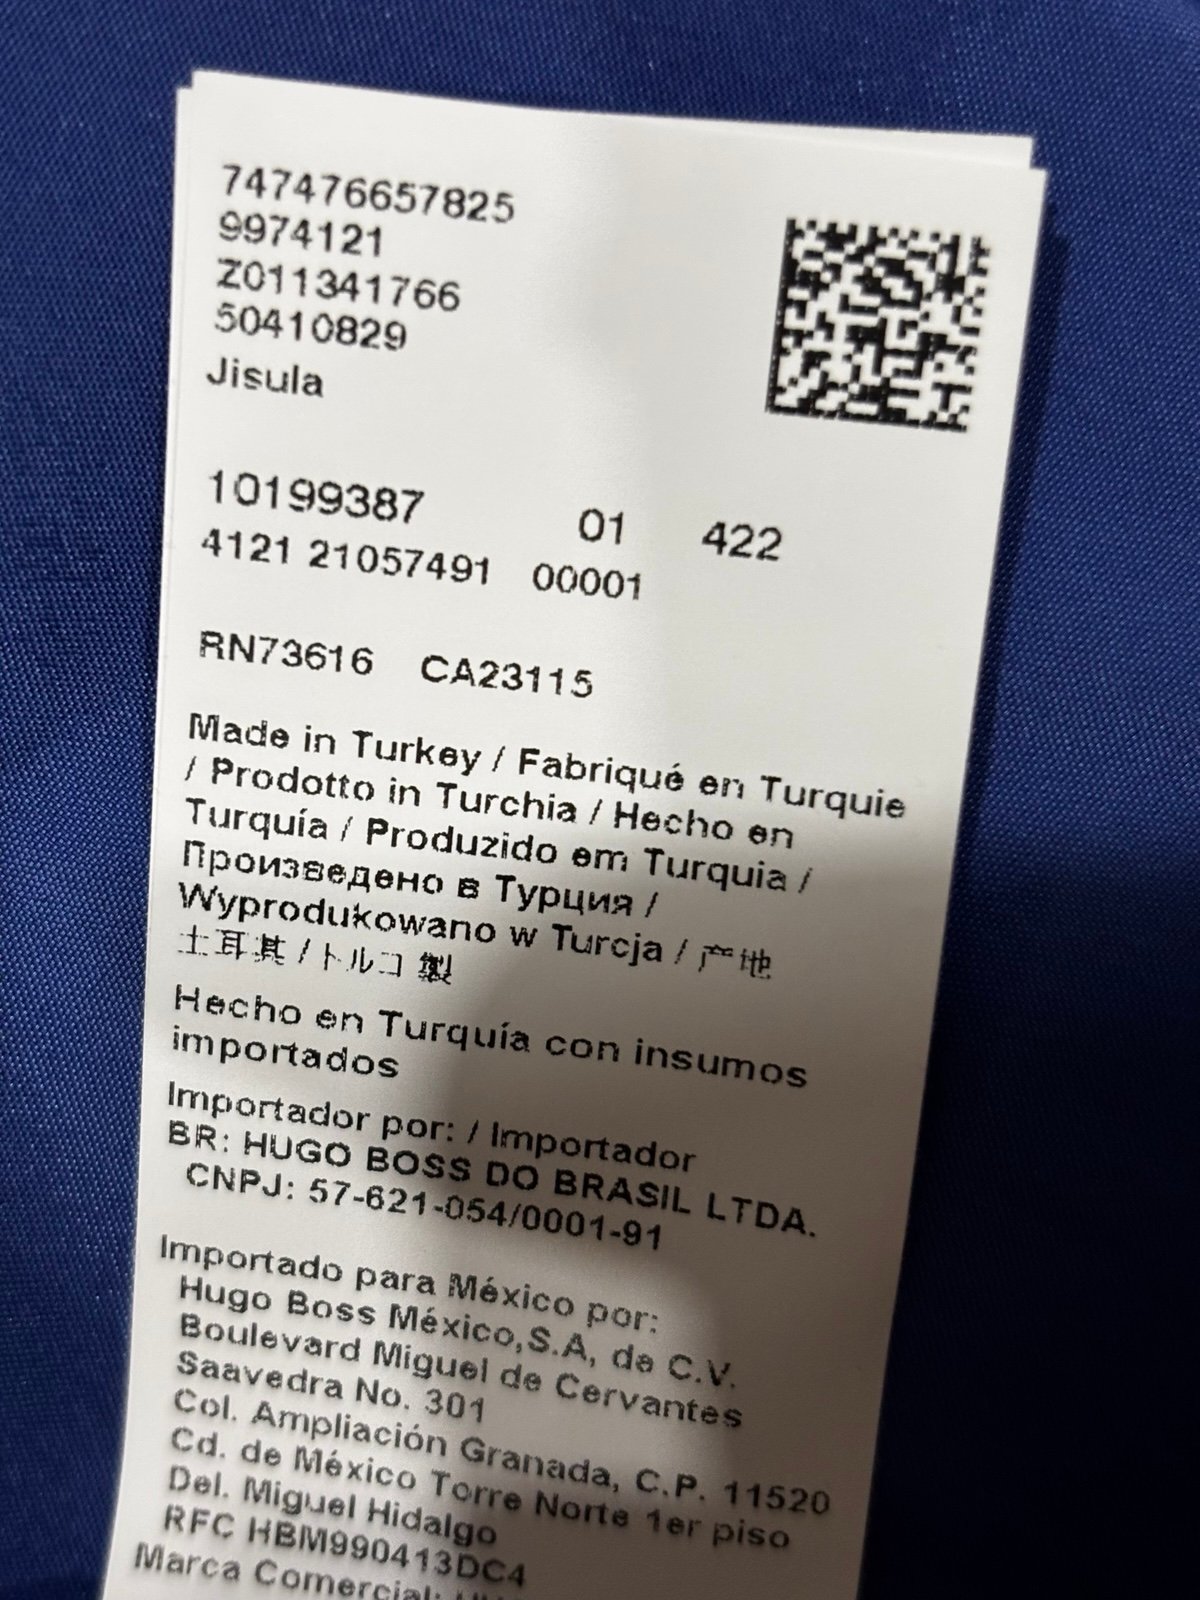 747476657825
9974121
Z011341766
50410829
Jisula
10199387 01 422
4121 21057491 00001
RN73616 CA23115
Made in Turkey / Fabriqué en Turquie
/ Prodotto in Turchia / Hecho en
Turquía / Produzido em Turquia /
Произведено в Турция /
Wyprodukowano w Turcja / 产地
土耳其 / トルコ 製
Hecho en Turquía con insumos
importados
Importador por: / Importador
BR: HUGO BOSS DO BRASIL LTDA.
CNPJ: 57-621-054/0001-91
Importado para México por:
Hugo Boss México,S.A, de C.V.
Boulevard Miguel de Cervantes
Saavedra No. 301
Col. Ampliación Granada, C.P. 11520
Cd. de México Torre Norte 1er piso
Del. Miguel Hidalgo
RFC HBM990413DC4
Marca Comercial: